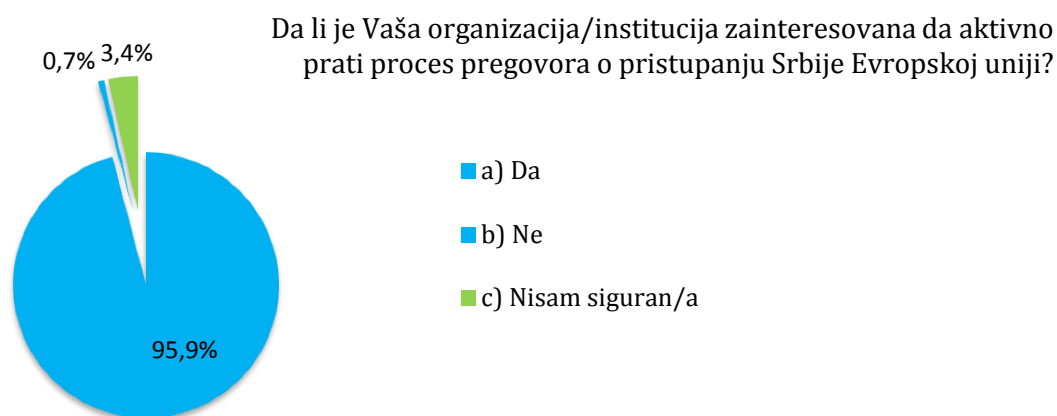 Da li je Vaša organizacija/institucija zainteresovana da aktivno
prati proces pregovora o pristupanju Srbije Evropskoj uniji?
0,7%
3,4%
95,9%
a) Da
b) Ne
c) Nisam siguran/a